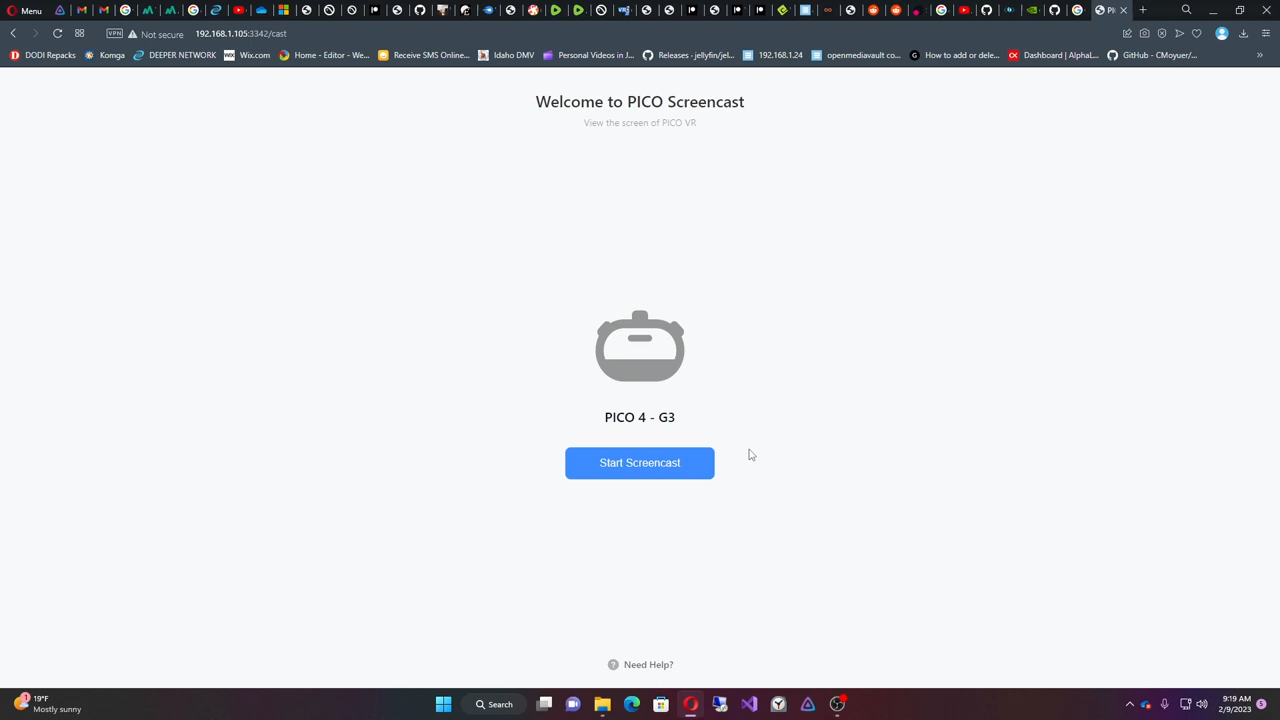 Menu
VPN
Not secure
192.168.1.105:3342/cast
DODI Repacks
Komga
DEEPER NETWORK
Wix.com
Home - Editor - We...
Receive SMS Online...
Idaho DMV
Personal Videos in J...
Releases · jellyfin/jel...
192.168.1.24
openmediavault co...
How to add or dele...
Dashboard | AlphaL...
GitHub - CMoyuer/...
Welcome to PICO Screencast
View the screen of PICO VR
PICO 4 - G3
Start Screencast
? Need Help?
1
19°F
Mostly sunny
Search
9:19 AM
2/9/2023
5